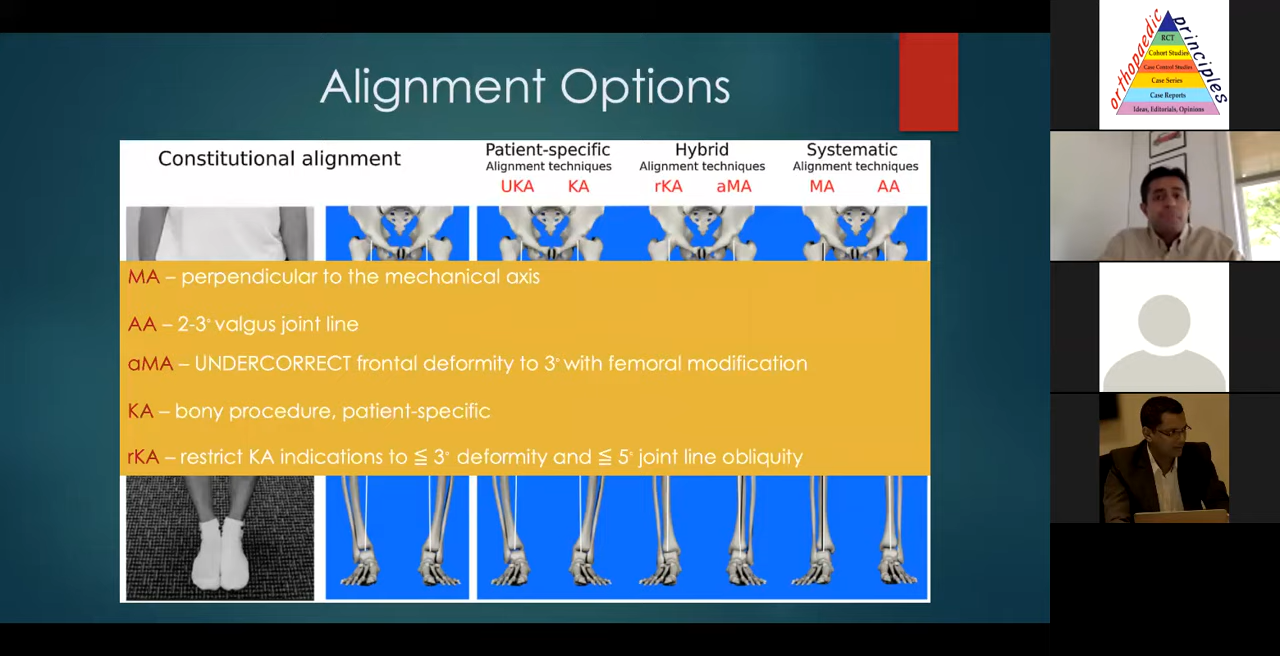 Alignment Options
Constitutional alignment
Patient-specific
Alignment techniques
UKA KA
Hybrid
Alignment techniques
rKA aMA
Systematic
Alignment techniques
MA AA
MA – perpendicular to the mechanical axis
AA – 2-3° valgus joint line
aMA – UNDERCORRECT frontal deformity to 3° with femoral modification
KA – bony procedure, patient-specific
rKA – restrict KA indications to ≦ 3° deformity and ≦ 5° joint line obliquity
orthopaedic
principles
RCT
Cohort Studies
Case Control Studies
Case Series
Case Reports
Ideas, Editorials, Opinions